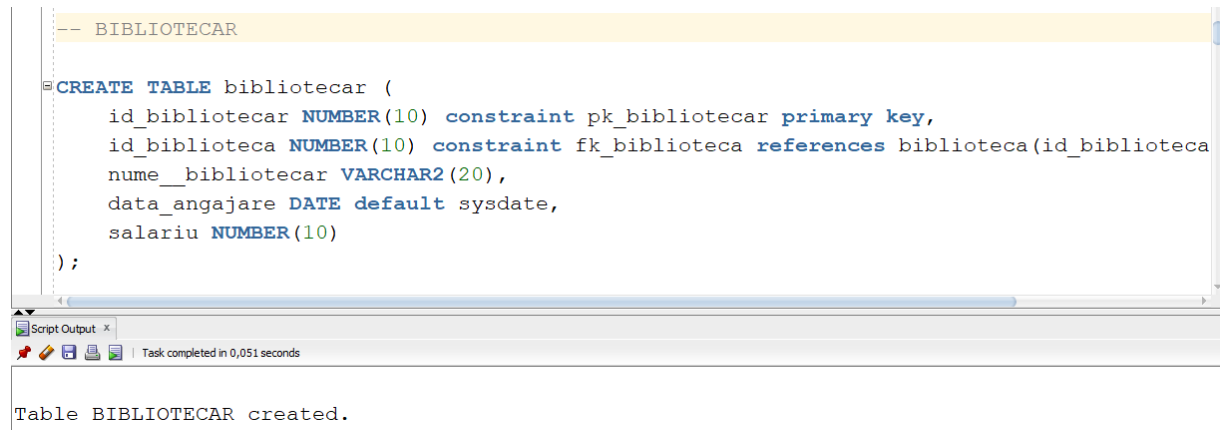 -- BIBLIOTECAR
CREATE TABLE bibliotecar (
id_bibliotecar NUMBER(10) constraint pk_bibliotecar primary key,
id_biblioteca NUMBER(10) constraint fk_biblioteca references biblioteca(id_biblioteca
nume__bibliotecar VARCHAR2(20),
data_angajare DATE default sysdate,
salariu NUMBER(10)
);
Script Output x
Task completed in 0,051 seconds
Table BIBLIOTECAR created.